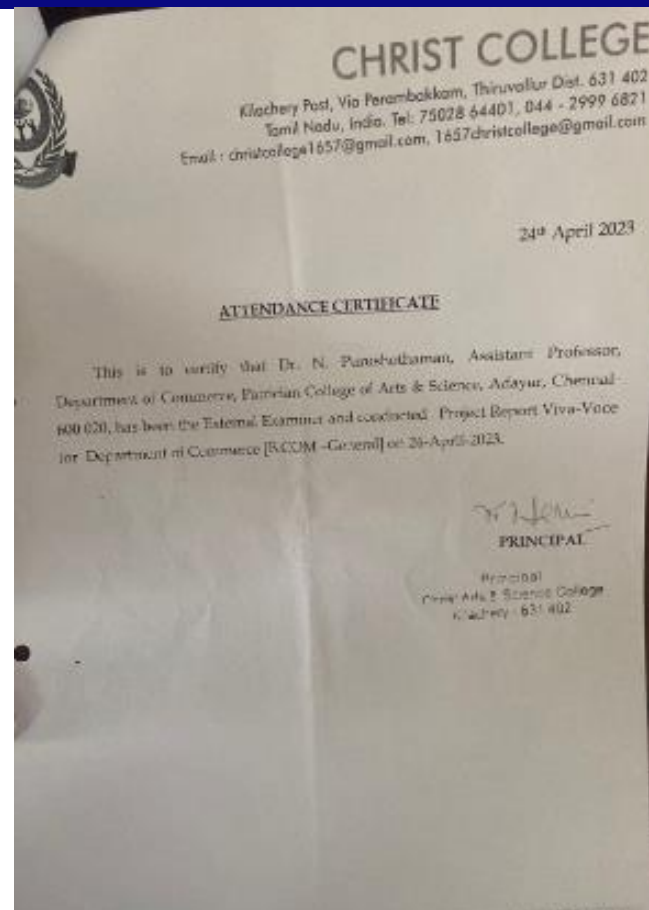 CHRIST COLLEGE
Kilachery Post, Via Perambakkam, Thiruvallur Dist. 631 402
Tamil Nadu, India. Tel: 75028 64401, 044 - 2999 6821
Email : christcollege1657@gmail.com, 1657christcollege@gmail.com
24th April 2023
ATTENDANCE CERTIFICATE
This is to certify that Dr. N. Purushothaman, Assistant Professor,
Department of Commerce, Patrician College of Arts & Science, Adayar, Chennai-
600 020, has been the External Examiner and conducted Project Report Viva-Voce
for Department of Commerce [B.COM -General] on 26-April-2023.
PRINCIPAL
Principal
Christ Arts & Science College
Kilachery - 631 402